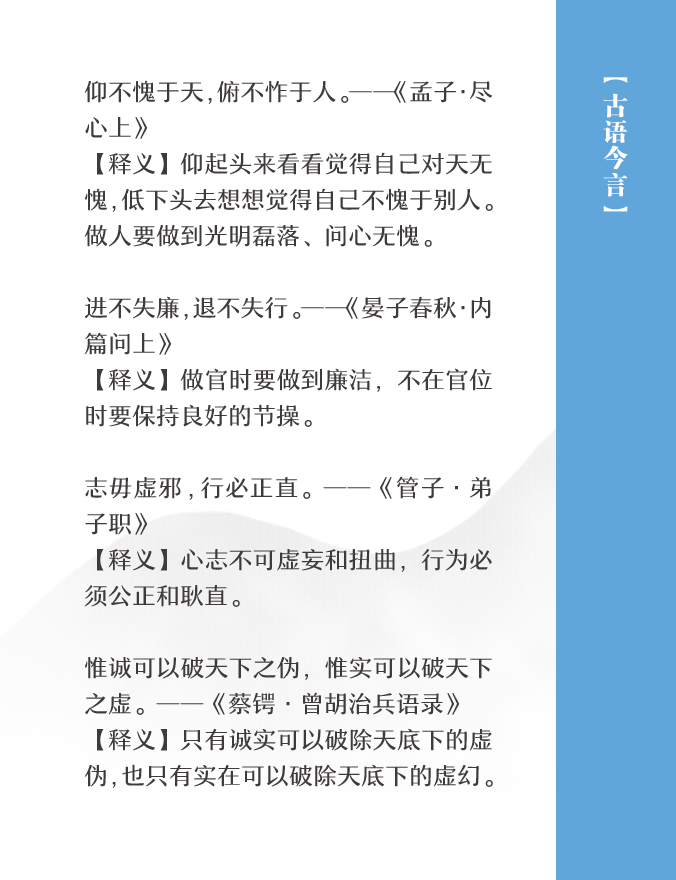 仰不愧于天,俯不怍于人。——《孟子·尽
心上》
【释义】仰起头来看看觉得自己对天无
愧,低下头去想想觉得自己不愧于别人。
做人要做到光明磊落、问心无愧。
进不失廉,退不失行。——《晏子春秋·内
篇问上》
【释义】做官时要做到廉洁，不在官位
时要保持良好的节操。
志毋虚邪,行必正直。——《管子·弟
子职》
【释义】心志不可虚妄和扭曲，行为必
须公正和耿直。
惟诚可以破天下之伪，惟实可以破天下
之虚。——《蔡锷·曾胡治兵语录》
【释义】只有诚实可以破除天底下的虚
伪,也只有实在可以破除天底下的虚幻。
【古语今言】